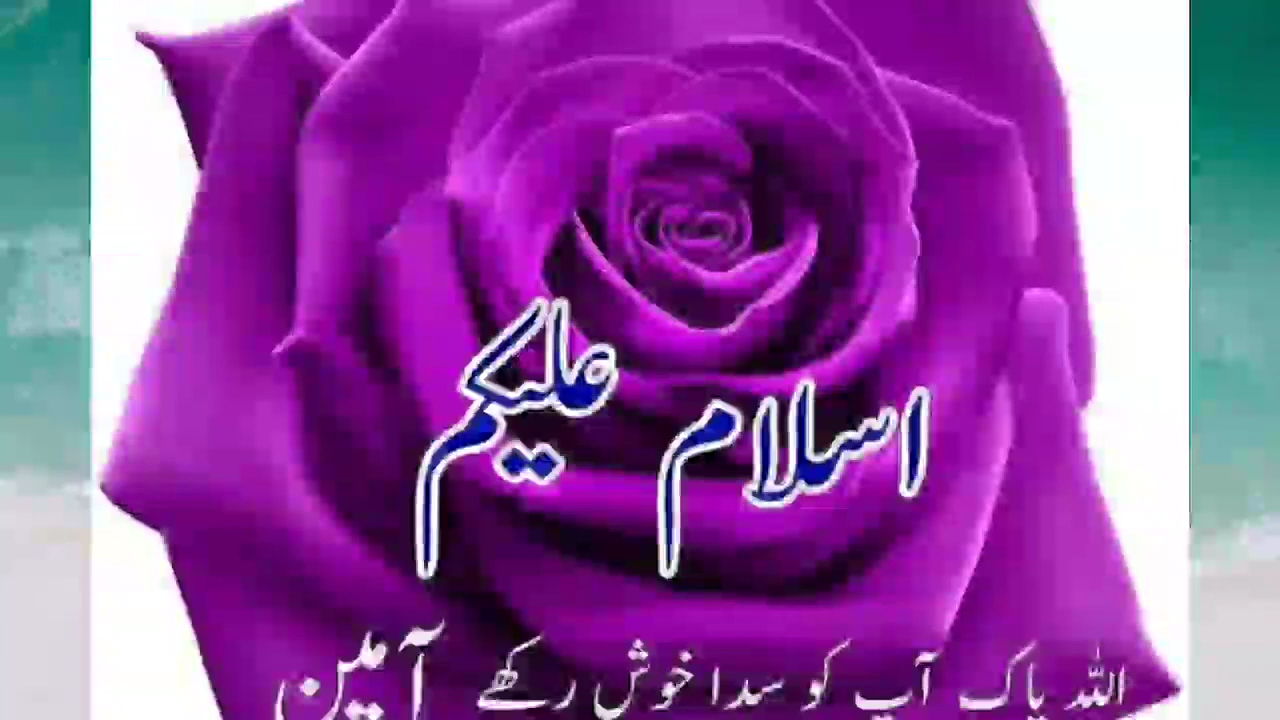 اسلام علیکم
اللہ پاک آپ کو سدا خوش رکھے آمین